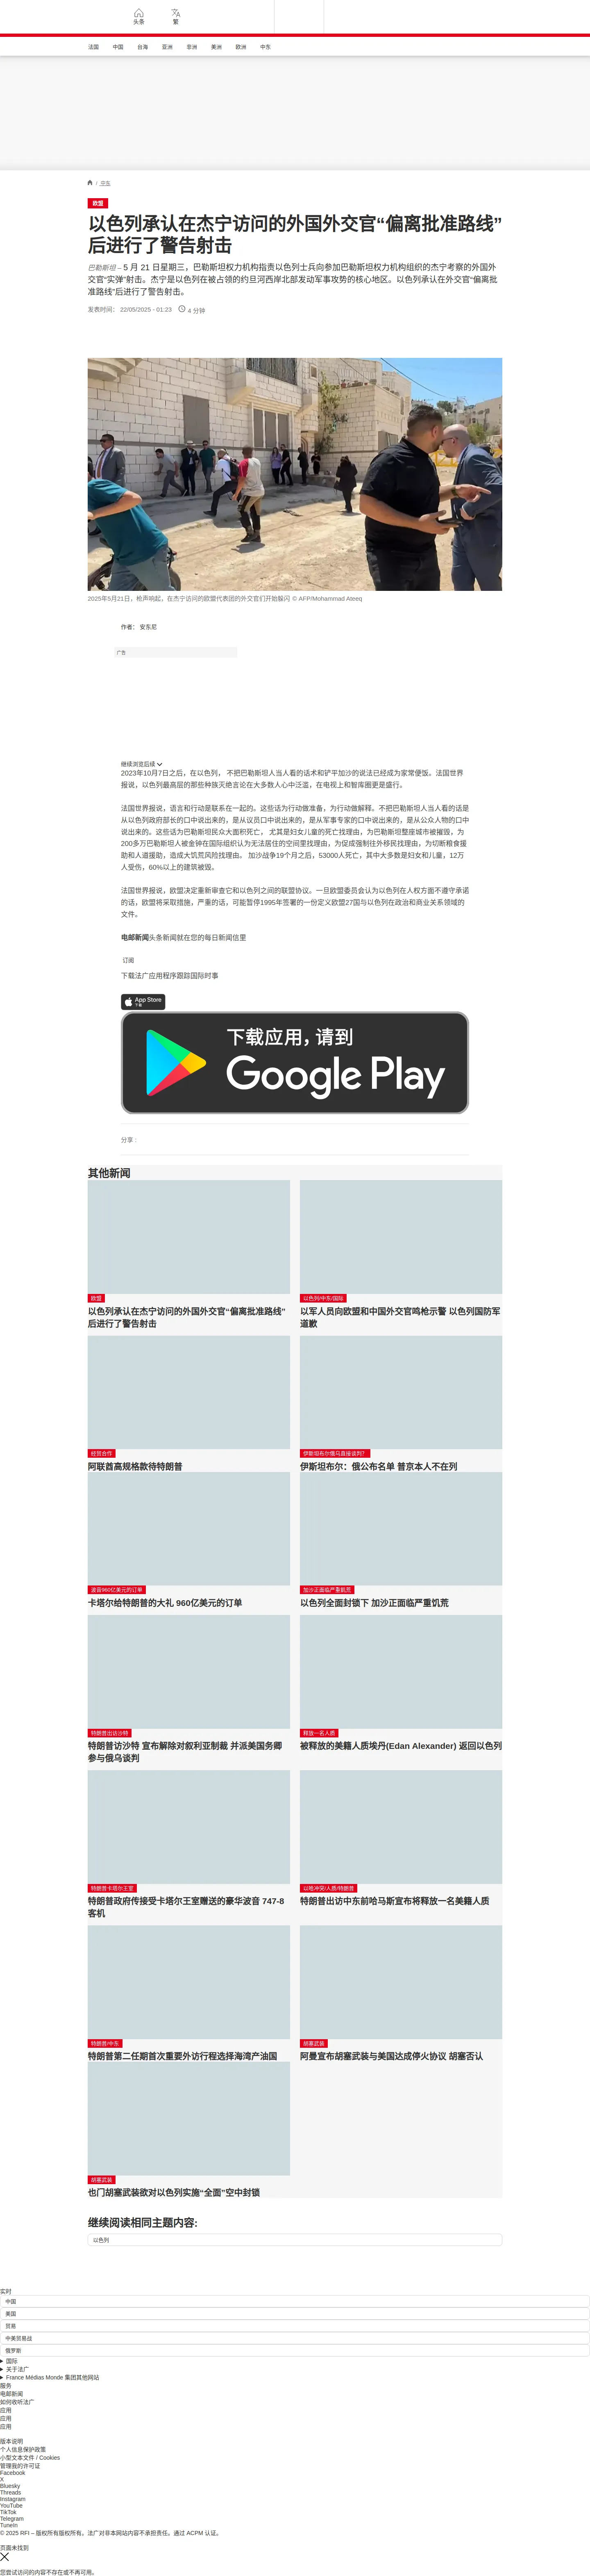 头条
繁
法国 中国 台海 亚洲 非洲 美洲 欧洲 中东
/ 中东
欧盟
以色列承认在杰宁访问的外国外交官“偏离批准路线”
后进行了警告射击
巴勒斯坦 – 5 月 21 日星期三，巴勒斯坦权力机构指责以色列士兵向参加巴勒斯坦权力机构组织的杰宁考察的外国外
交官“实弹”射击。杰宁是以色列在被占领的约旦河西岸北部发动军事攻势的核心地区。以色列承认在外交官“偏离批
准路线”后进行了警告射击。
发表时间： 22/05/2025 - 01:23 4 分钟
2025年5月21日，枪声响起，在杰宁访问的欧盟代表团的外交官们开始躲闪 © AFP/Mohammad Ateeq
作者： 安东尼
广告
继续浏览后续
2023年10月7日之后，在以色列， 不把巴勒斯坦人当人看的话术和铲平加沙的说法已经成为家常便饭。法国世界
报说，以色列最高层的那些种族灭绝言论在大多数人心中泛滥，在电视上和智库圈更是盛行。
法国世界报说，语言和行动是联系在一起的。这些话为行动做准备，为行动做解释。不把巴勒斯坦人当人看的话是
从以色列政府部长的口中说出来的，是从议员口中说出来的，是从军事专家的口中说出来的，是从公众人物的口中
说出来的。这些话为巴勒斯坦民众大面积死亡， 尤其是妇女儿童的死亡找理由，为巴勒斯坦整座城市被摧毁，为
200多万巴勒斯坦人被金钟在国际组织认为无法居住的空间里找理由，为促成强制往外移民找理由，为切断粮食援
助和人道援助，造成大饥荒风险找理由。 加沙战争19个月之后，53000人死亡，其中大多数是妇女和儿童，12万
人受伤，60%以上的建筑被毁。
法国世界报说，欧盟决定重新审查它和以色列之间的联盟协议。一旦欧盟委员会认为以色列在人权方面不遵守承诺
的话，欧盟将采取措施，严重的话，可能暂停1995年签署的一份定义欧盟27国与以色列在政治和商业关系领域的
文件。
电邮新闻头条新闻就在您的每日新闻信里
订阅
下载法广应用程序跟踪国际时事
App Store
下载
下载应用，请到
Google Play
分享 :
其他新闻
欧盟
以色列承认在杰宁访问的外国外交官“偏离批准路线”
后进行了警告射击
以色列/中东/国际
以军人员向欧盟和中国外交官鸣枪示警 以色列国防军
道歉
经贸合作
阿联酋高规格款待特朗普
伊斯坦布尔俄乌直接谈判?
伊斯坦布尔：俄公布名单 普京本人不在列
波音960亿美元的订单
卡塔尔给特朗普的大礼 960亿美元的订单
加沙正面临严重飢荒
以色列全面封锁下 加沙正面临严重饥荒
特朗普出访沙特
特朗普访沙特 宣布解除对叙利亚制裁 并派美国务卿
参与俄乌谈判
释放一名人质
被释放的美籍人质埃丹(Edan Alexander) 返回以色列
特朗普卡塔尔王室
特朗普政府传接受卡塔尔王室赠送的豪华波音 747-8
客机
以哈冲突/人质/特朗普
特朗普出访中东前哈马斯宣布将释放一名美籍人质
特朗普/中东
特朗普第二任期首次重要外访行程选择海湾产油国
胡塞武装
阿曼宣布胡塞武装与美国达成停火协议 胡塞否认
胡塞武装
也门胡塞武装欲对以色列实施“全面”空中封锁
继续阅读相同主题内容:
以色列
实时
中国
美国
贸易
中美贸易战
俄罗斯
国际
关于法广
France Médias Monde 集团其他网站
服务
电邮新闻
如何收听法广
应用
应用
应用
版本说明
个人信息保护政策
小型文本文件 / Cookies
管理我的许可证
Facebook
X
Bluesky
Threads
Instagram
YouTube
TikTok
Telegram
TuneIn
© 2025 RFI – 版权所有版权所有。法广对非本网站内容不承担责任。通过 ACPM 认证。
页面未找到
您尝试访问的内容不存在或不再可用。